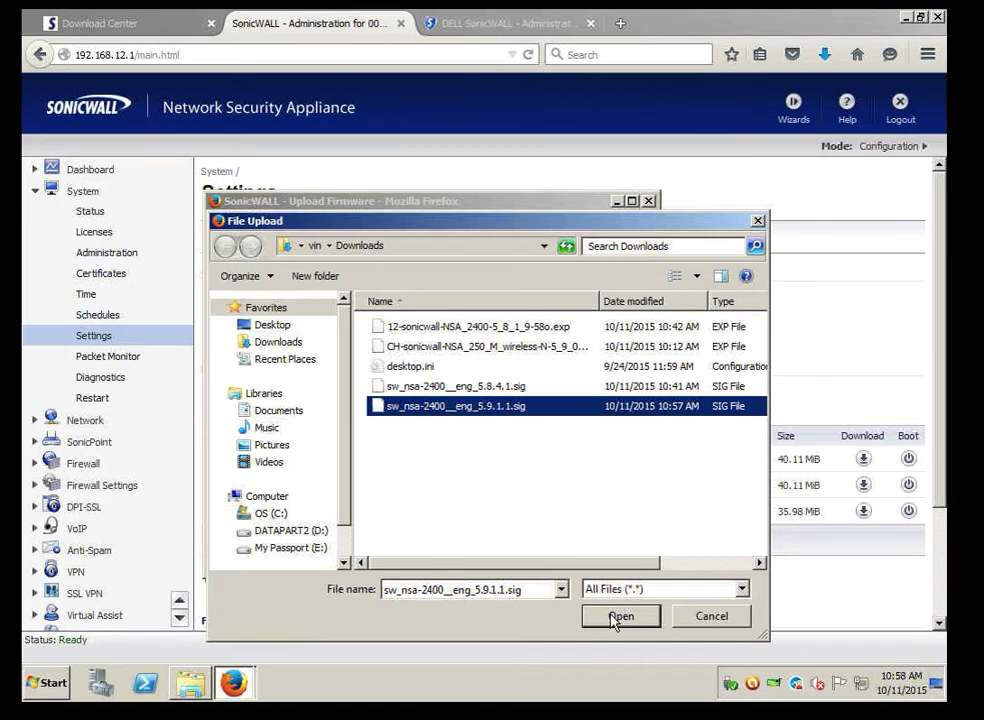 Download Center
SonicWALL - Administration for 00...
DELL SonicWALL - Administrat...
192.168.12.1/main.html
Search
SONICWALL
Network Security Appliance
Wizards
Help
Logout
Mode: Configuration
Dashboard
System
Status
Licenses
Administration
Certificates
Time
Schedules
Settings
Packet Monitor
Diagnostics
Restart
Network
SonicPoint
Firewall
Firewall Settings
DPI-SSL
VoIP
Anti-Spam
VPN
SSL VPN
Virtual Assist
Status: Ready
System /
Settings
SonicWALL - Upload Firmware - Mozilla Firefox
File Upload
vin Downloads
Search Downloads
Organize
New folder
Favorites
Desktop
Downloads
Recent Places
Libraries
Documents
Music
Pictures
Videos
Computer
OS (C:)
DATAPART2 (D:)
My Passport (E:)
Name Date modified Type
12-sonicwall-NSA_2400-5_8_1_9-58o.exp 10/11/2015 10:42 AM EXP File
CH-sonicwall-NSA_250_M_wireless-N-5_9_0... 10/11/2015 10:12 AM EXP File
desktop.ini 9/24/2015 11:59 AM Configuratio
sw_nsa-2400__eng_5.8.4.1.sig 10/11/2015 10:41 AM SIG File
sw_nsa-2400__eng_5.9.1.1.sig 10/11/2015 10:57 AM SIG File
File name: sw_nsa-2400__eng_5.9.1.1.sig
All Files (*.*)
Open
Cancel
Size Download Boot
40.11 MiB
40.11 MiB
35.98 MiB
Start
10:58 AM
10/11/2015